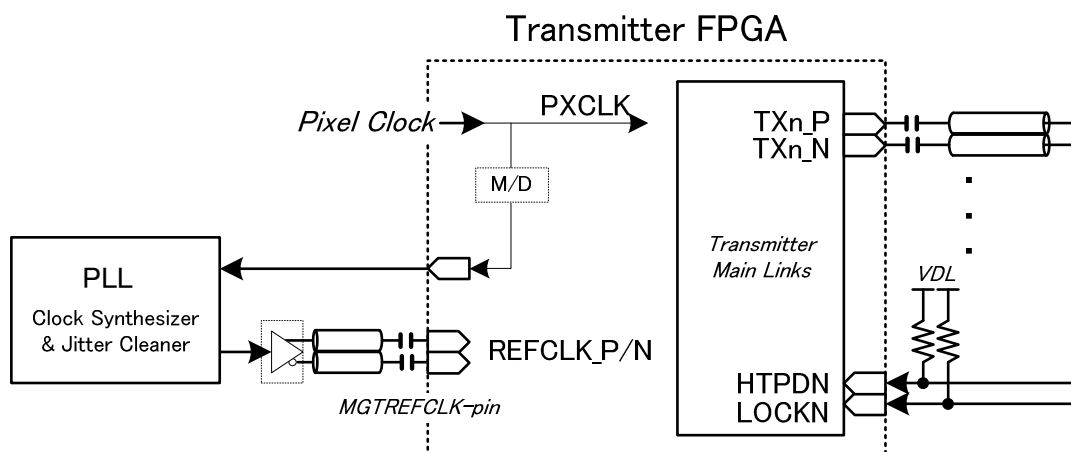 Transmitter FPGA
Pixel Clock
PXCLK
M/D
PLL
Clock Synthesizer
& Jitter Cleaner
REFCLK_P/N
MGTREFCLK-pin
TXn_P
TXn_N
Transmitter
Main Links
VDL
HTPDN
LOCKN